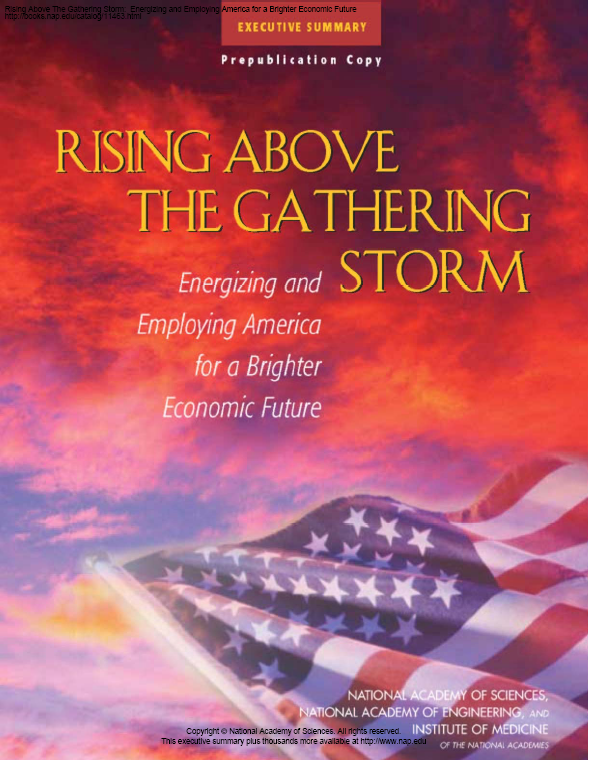 Rising Above The Gathering Storm: Energizing and Employing America for a Brighter Economic Future
http://books.nap.edu/catalog/11463.html
EXECUTIVE SUMMARY
Prepublication Copy
RISING ABOVE
THE GATHERING
STORM
Energizing and
Employing America
for a Brighter
Economic Future
NATIONAL ACADEMY OF SCIENCES,
NATIONAL ACADEMY OF ENGINEERING, AND
INSTITUTE OF MEDICINE
OF THE NATIONAL ACADEMIES
Copyright © National Academy of Sciences. All rights reserved.
This executive summary plus thousands more available at http://www.nap.edu